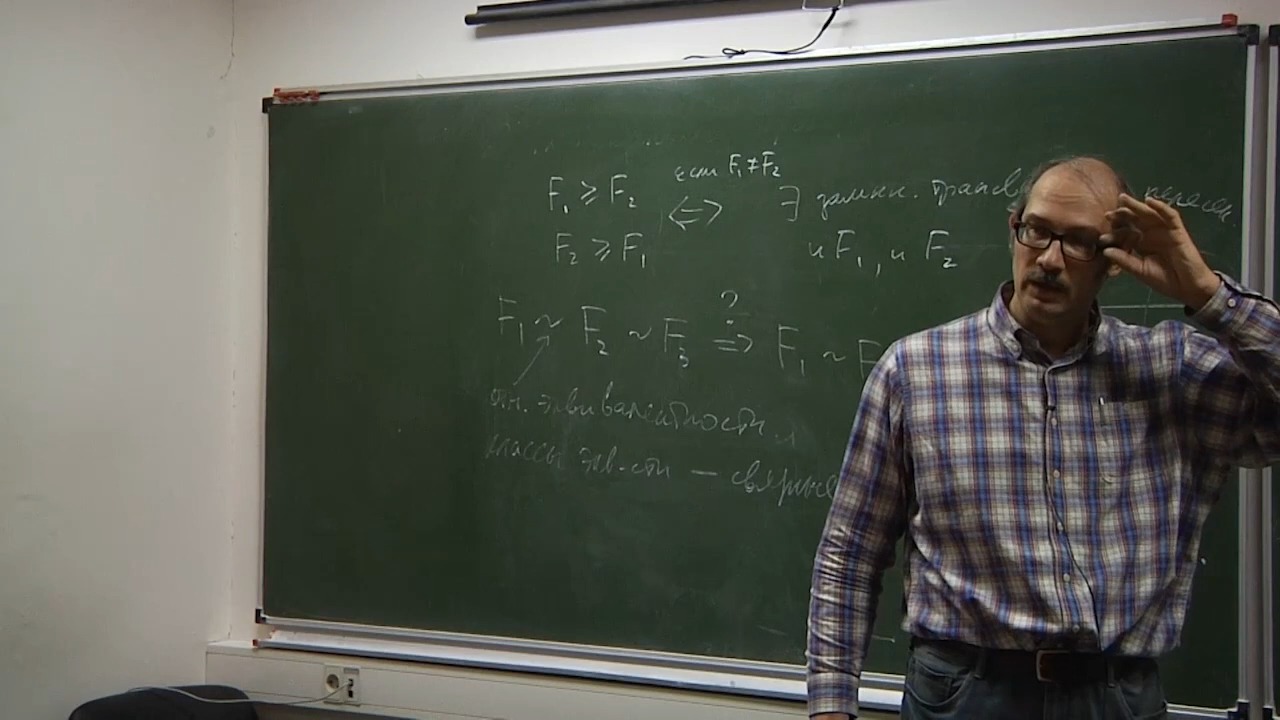 если F₁ ≠ F₂
F₁ ⩾ F₂ ⟺ ∃ замкн.
F₂ ⩾ F₁ и F₁, и F₂
F₁ ~ F₂ ~ F₃ ?⇒ F₁ ~
отн. эквивалентности
классы экв-сти —